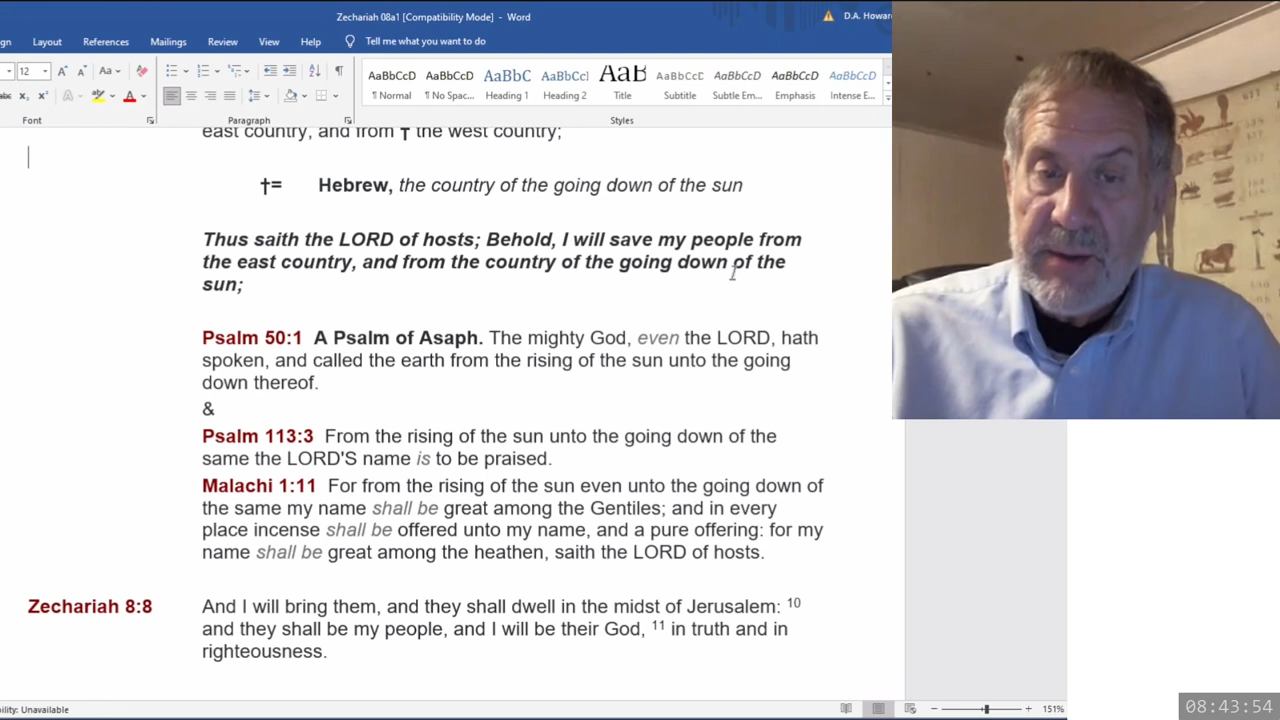 Zechariah 08a1 [Compatibility Mode] - Word
D.A. Howar
gn Layout References Mailings Review View Help Tell me what you want to do
12 A A Aa
abc x² A A
Font
Paragraph
AaBbCcD AaBbCcD AaBbC AaBbCcI AaB AaBbCcD AaBbCcD AaBbCcD AaBbCcD
¶ Normal ¶ No Spac... Heading 1 Heading 2 Title Subtitle Subtle Em... Emphasis Intense E...
Styles
east country, and from † the west country;
†= Hebrew, the country of the going down of the sun
Thus saith the LORD of hosts; Behold, I will save my people from
the east country, and from the country of the going down of the
sun;
Psalm 50:1 A Psalm of Asaph. The mighty God, even the LORD, hath
spoken, and called the earth from the rising of the sun unto the going
down thereof.
&
Psalm 113:3 From the rising of the sun unto the going down of the
same the LORD'S name is to be praised.
Malachi 1:11 For from the rising of the sun even unto the going down of
the same my name shall be great among the Gentiles; and in every
place incense shall be offered unto my name, and a pure offering: for my
name shall be great among the heathen, saith the LORD of hosts.
Zechariah 8:8 And I will bring them, and they shall dwell in the midst of Jerusalem: 10
and they shall be my people, and I will be their God, 11 in truth and in
righteousness.
bility: Unavailable
151%
08:43:54